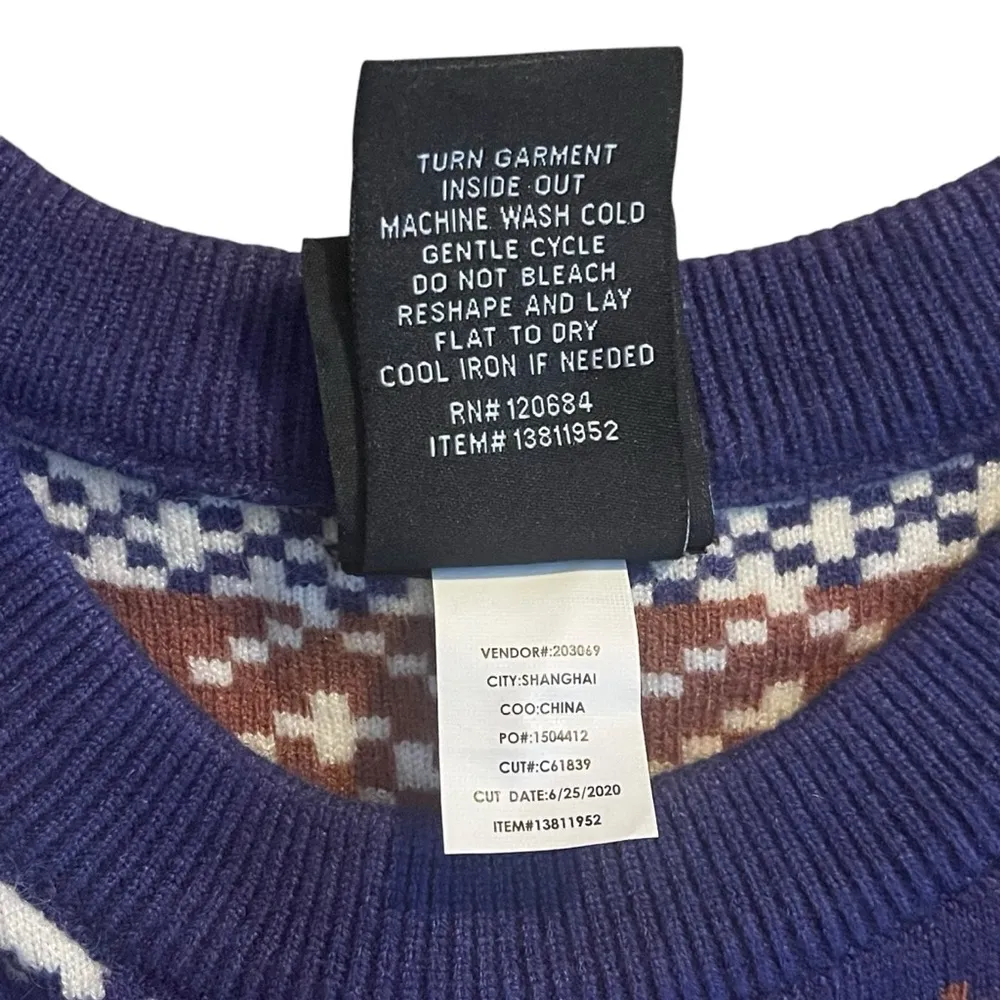 TURN GARMENT
INSIDE OUT
MACHINE WASH COLD
GENTLE CYCLE
DO NOT BLEACH
RESHAPE AND LAY
FLAT TO DRY
COOL IRON IF NEEDED
RN# 120684
ITEM# 13811952
VENDOR#:203069
CITY:SHANGHAI
COO:CHINA
PO#:1504412
CUT#:C61839
CUT DATE:6/25/2020
ITEM#13811952